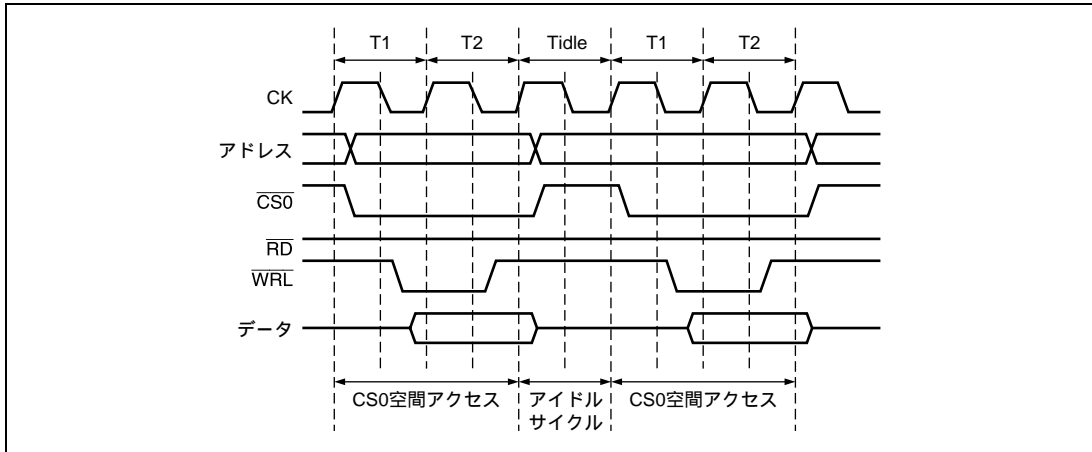 T1 T2 Tidle T1 T2
CK
アドレス
CS0
RD
WRL
データ
CS0空間アクセス アイドル サイクル CS0空間アクセス